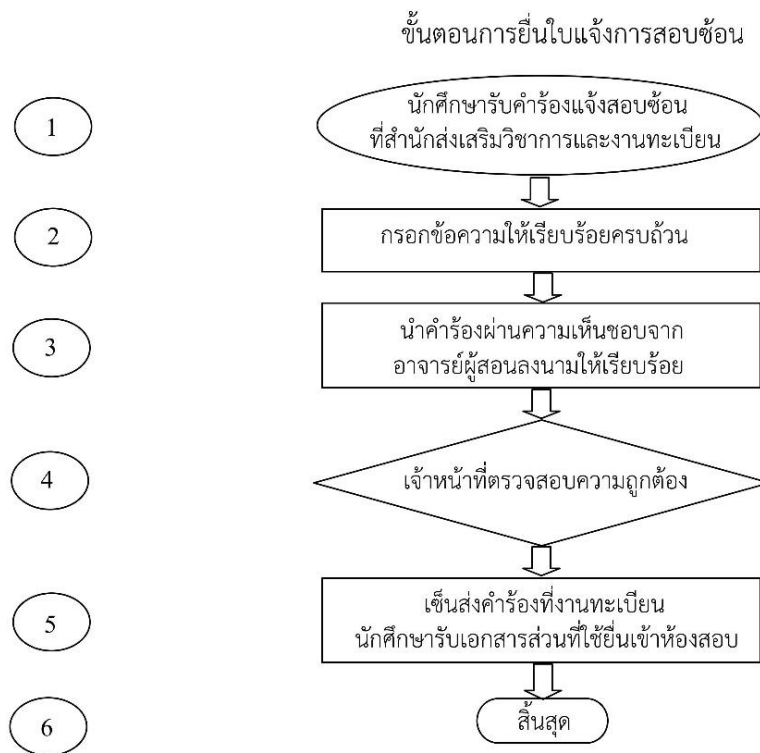 ขั้นตอนการยื่นใบแจ้งการสอบซ้อน
1
นักศึกษารับคำร้องแจ้งสอบซ้อน
ที่สำนักส่งเสริมวิชาการและงานทะเบียน
2
กรอกข้อความให้เรียบร้อยครบถ้วน
3
นำคำร้องผ่านความเห็นชอบจาก
อาจารย์ผู้สอนลงนามให้เรียบร้อย
4
เจ้าหน้าที่ตรวจสอบความถูกต้อง
5
เซ็นส่งคำร้องที่งานทะเบียน
นักศึกษารับเอกสารส่วนที่ใช้ยื่นเข้าห้องสอบ
6
สิ้นสุด